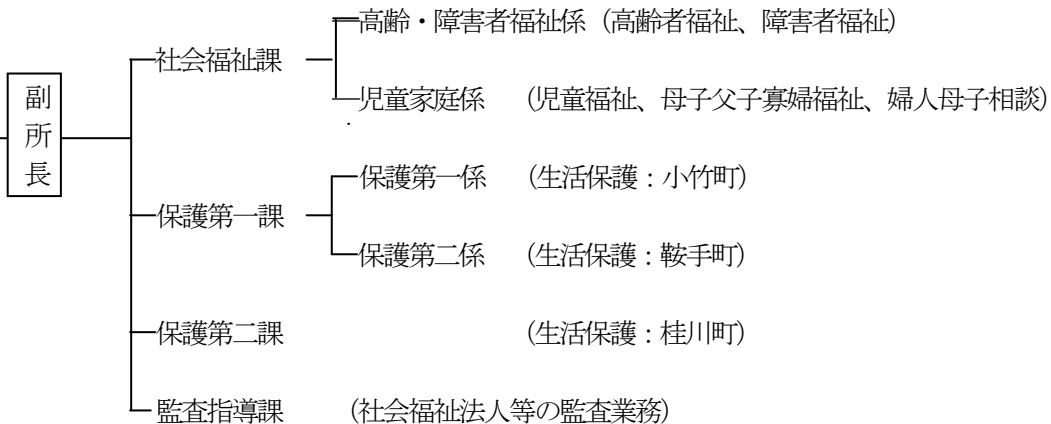 副所長
社会福祉課
高齢・障害者福祉係（高齢者福祉、障害者福祉）
児童家庭係 （児童福祉、母子父子寡婦福祉、婦人母子相談）
保護第一課
保護第一係 （生活保護：小竹町）
保護第二係 （生活保護：鞍手町）
保護第二課 （生活保護：桂川町）
監査指導課 （社会福祉法人等の監査業務）